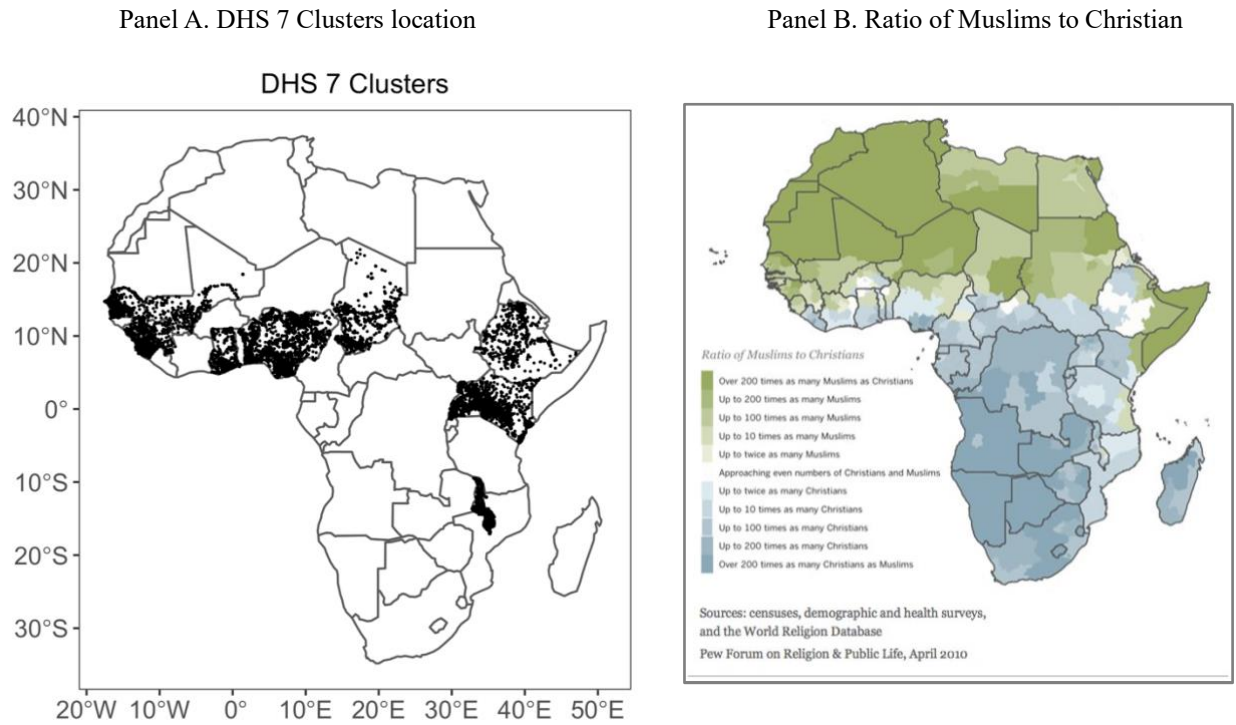 Panel A. DHS 7 Clusters location
Panel B. Ratio of Muslims to Christian
DHS 7 Clusters
40°N
30°N
20°N
10°N
0°
10°S
20°S
30°S
20°W 10°W 0° 10°E 20°E 30°E 40°E 50°E
Ratio of Muslims to Christians
Over 200 times as many Muslims as Christians
Up to 200 times as many Muslims
Up to 100 times as many Muslims
Up to 10 times as many Muslims
Up to twice as many Muslims
Approaching even numbers of Christians and Muslims
Up to twice as many Christians
Up to 10 times as many Christians
Up to 100 times as many Christians
Up to 200 times as many Christians
Over 200 times as many Christians as Muslims
Sources: censuses, demographic and health surveys,
and the World Religion Database
Pew Forum on Religion & Public Life, April 2010